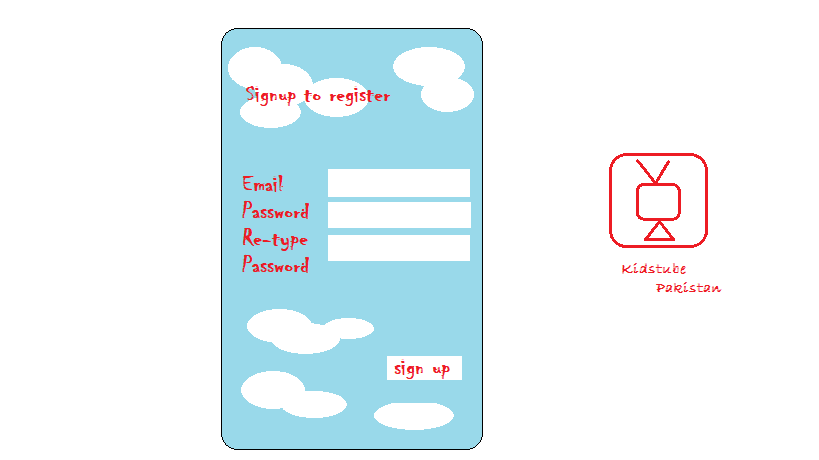 Signup to register
Email
Password
Re-type
Password
sign up
Kidstube
Pakistan